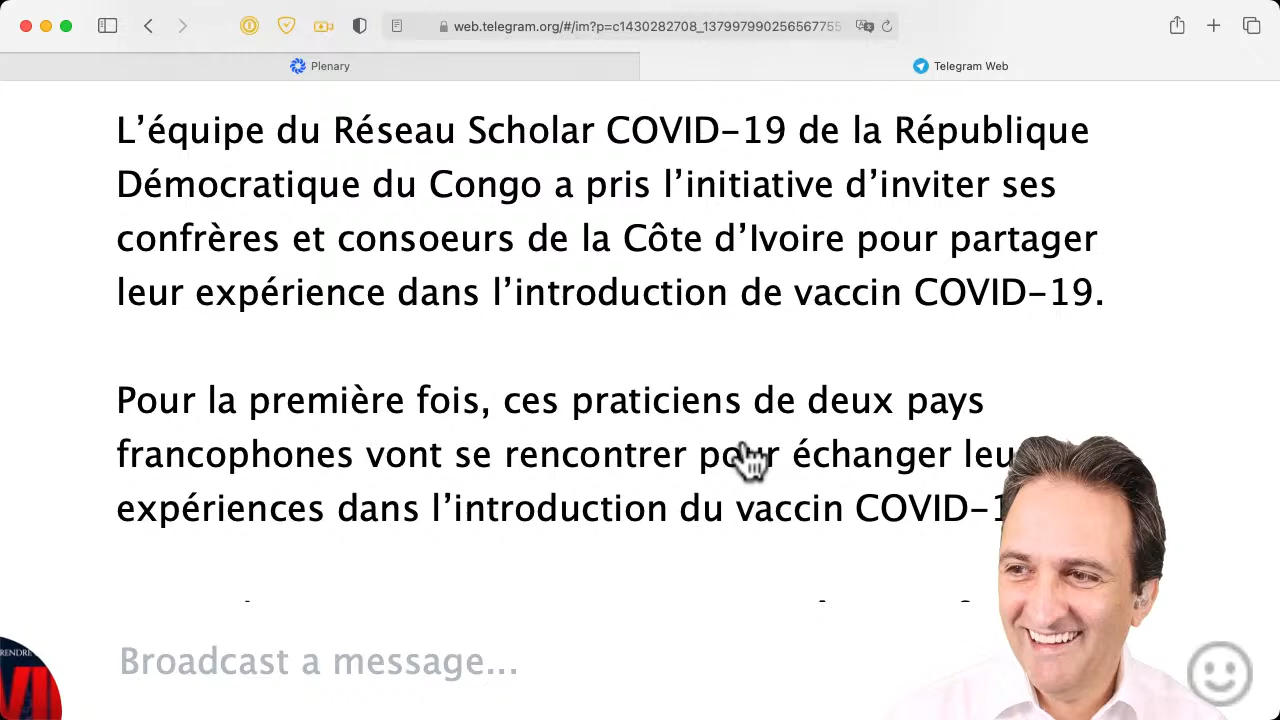 web.telegram.org/#/im?p=c1430282708_137997990256567755
Plenary
Telegram Web
L’équipe du Réseau Scholar COVID-19 de la République
Démocratique du Congo a pris l’initiative d’inviter ses
confrères et consoeurs de la Côte d’Ivoire pour partager
leur expérience dans l’introduction de vaccin COVID-19.
Pour la première fois, ces praticiens de deux pays
francophones vont se rencontrer pour échanger leu
expériences dans l’introduction du vaccin COVID-1
Broadcast a message...
RENDRE